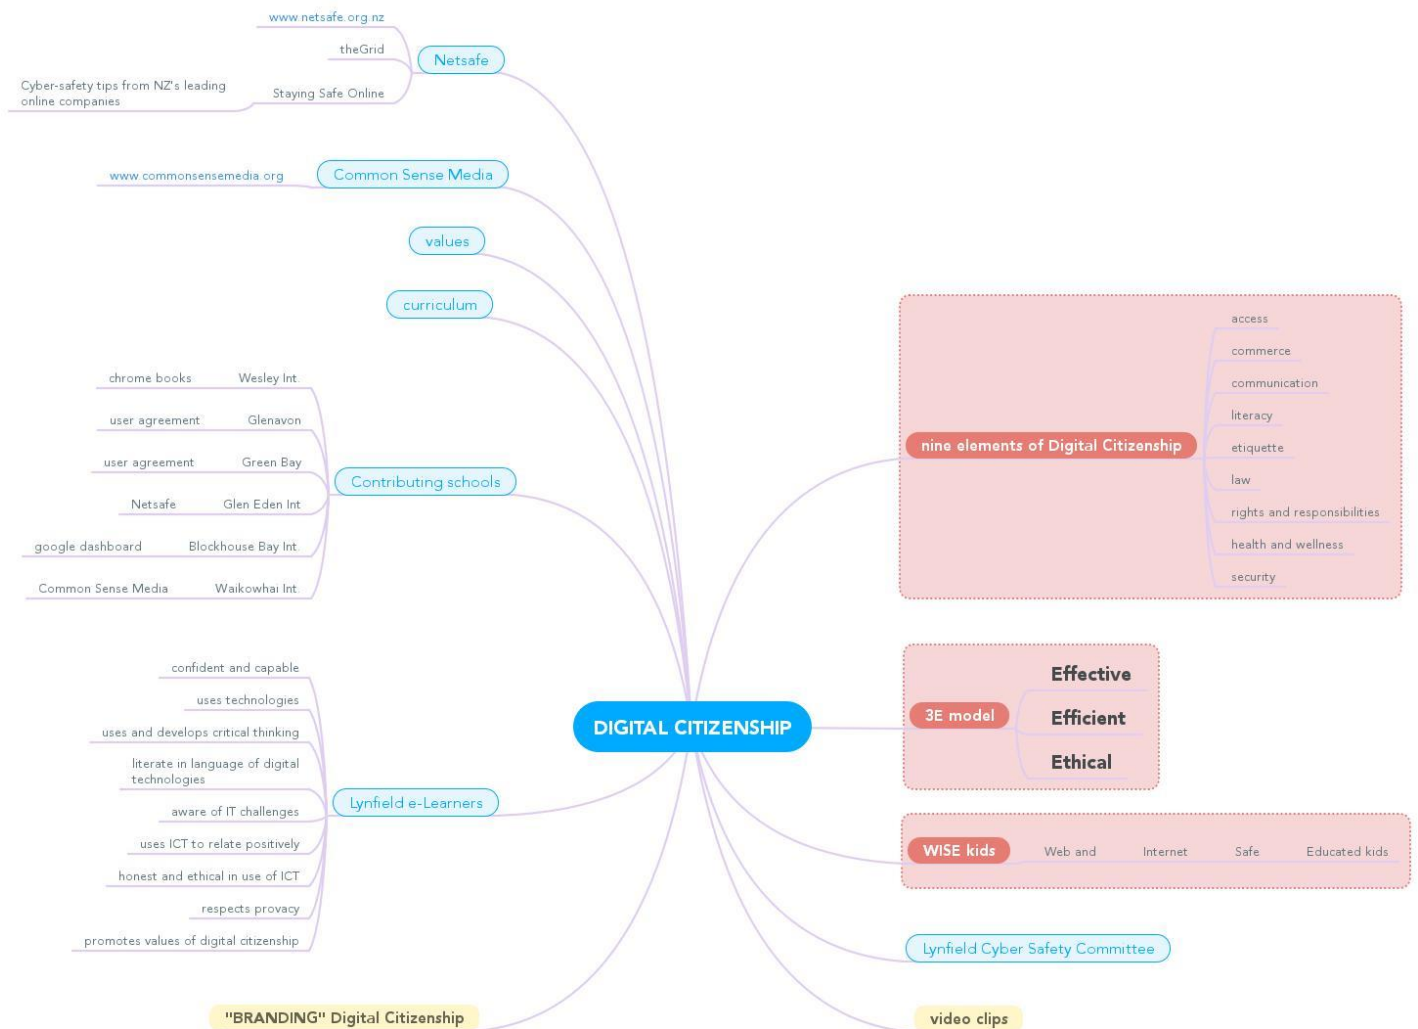 www.netsafe.org.nz
theGrid
Netsafe
Cyber-safety tips from NZ's leading
online companies
Staying Safe Online
www.commonsensemedia.org
Common Sense Media
values
curriculum
chrome books
Wesley Int.
user agreement
Glenavon
user agreement
Green Bay
Netsafe
Glen Eden Int
google dashboard
Blockhouse Bay Int.
Common Sense Media
Waikowhai Int.
Contributing schools
confident and capable
uses technologies
uses and develops critical thinking
literate in language of digital
technologies
aware of IT challenges
uses ICT to relate positively
honest and ethical in use of ICT
respects provacy
promotes values of digital citizenship
Lynfield e-Learners
"BRANDING" Digital Citizenship
DIGITAL CITIZENSHIP
nine elements of Digital Citizenship
access
commerce
communication
literacy
etiquette
law
rights and responsibilities
health and wellness
security
3E model
Effective
Efficient
Ethical
WISE kids
Web and
Internet
Safe
Educated kids
Lynfield Cyber Safety Committee
video clips